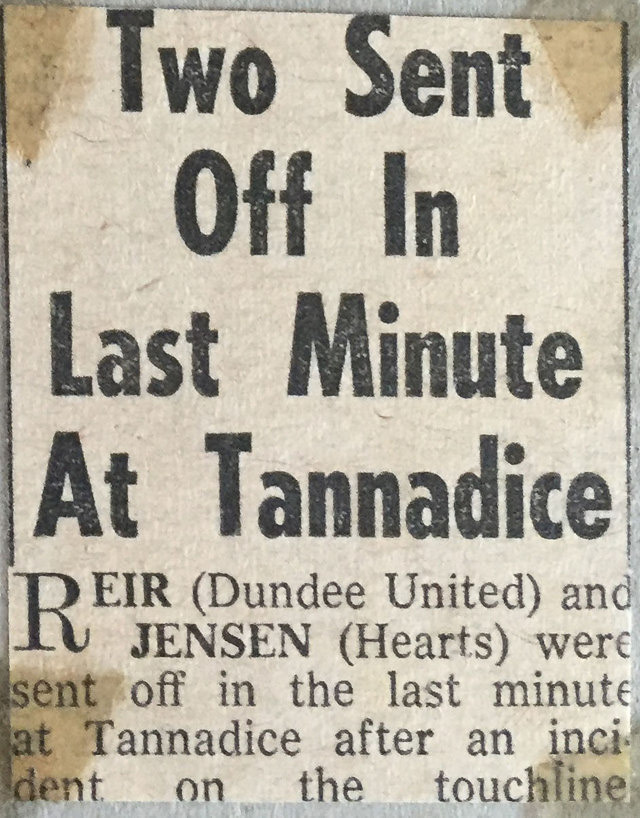 Two Sent
Off In
Last Minute
At Tannadice
REIR (Dundee United) and
JENSEN (Hearts) were
sent off in the last minute
at Tannadice after an inci-
dent on the touchline